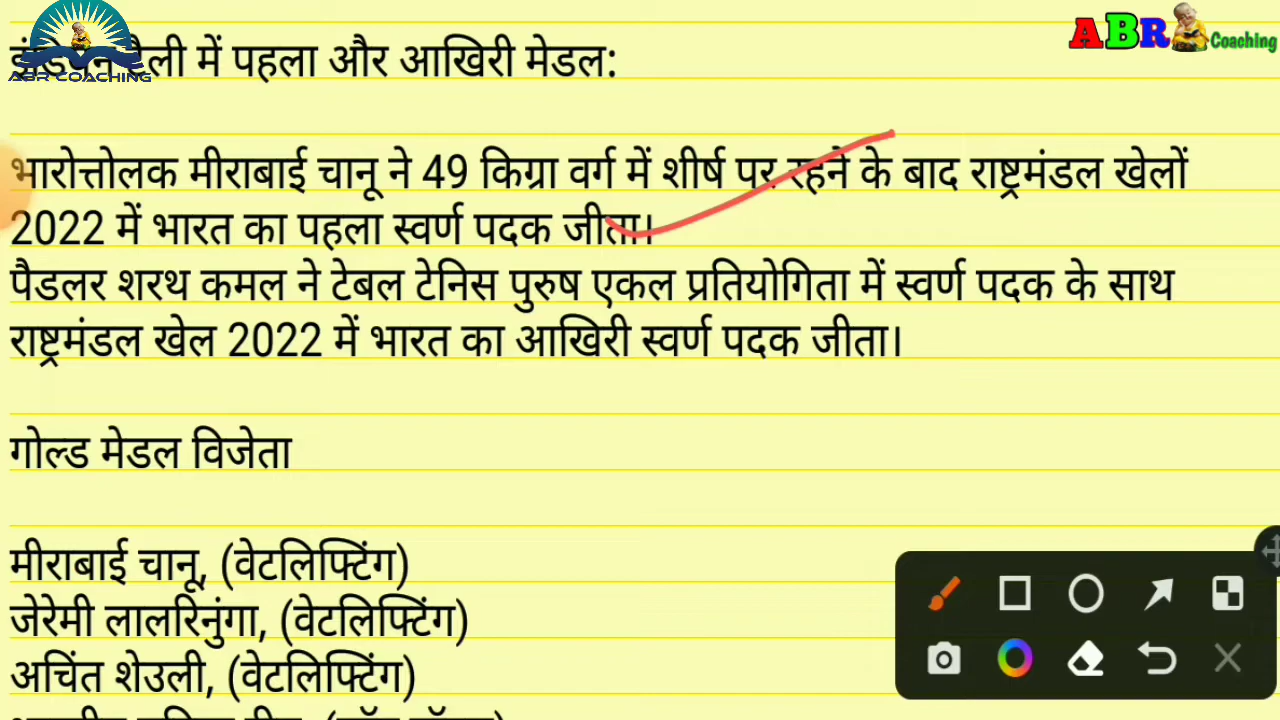 ABR COACHING
ABR Coaching
में पहला और आखिरी मेडल:
भारोत्तोलक मीराबाई चानू ने 49 किग्रा वर्ग में शीर्ष पर रहने के बाद राष्ट्रमंडल खेलों
2022 में भारत का पहला स्वर्ण पदक जीता।
पैडलर शरथ कमल ने टेबल टेनिस पुरुष एकल प्रतियोगिता में स्वर्ण पदक के साथ
राष्ट्रमंडल खेल 2022 में भारत का आखिरी स्वर्ण पदक जीता।
गोल्ड मेडल विजेता
मीराबाई चानू, (वेटलिफ्टिंग)
जेरेमी लालरिनुंगा, (वेटलिफ्टिंग)
अचिंत शेउली, (वेटलिफ्टिंग)